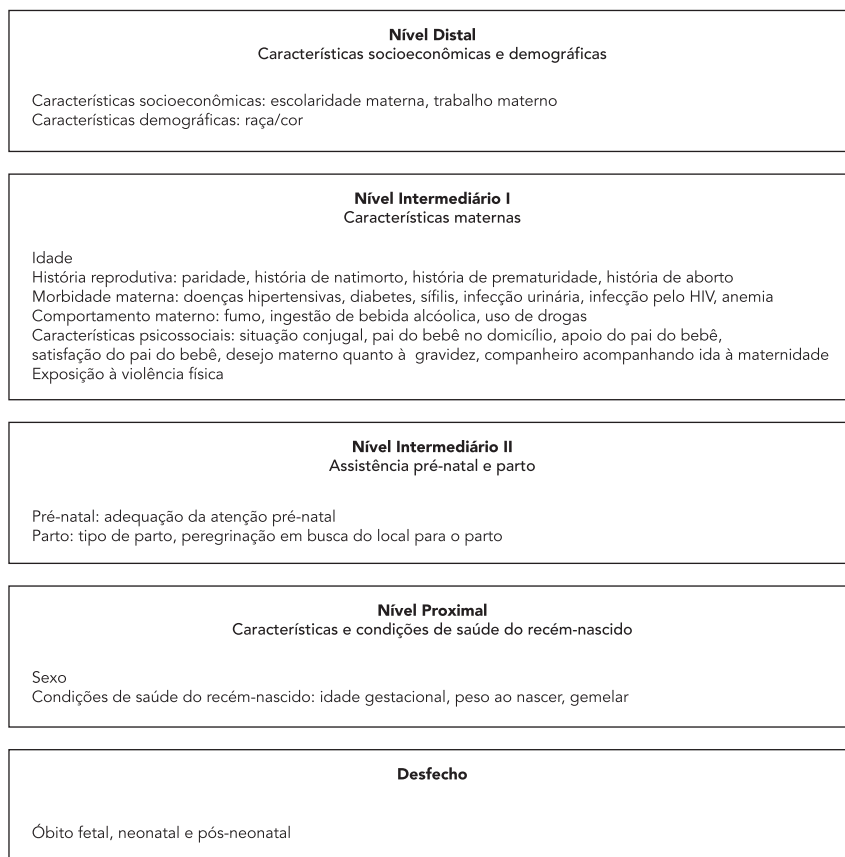 Nível Distal
Características socioeconômicas e demográficas
Características socioeconômicas: escolaridade materna, trabalho materno
Características demográficas: raça/cor
Nível Intermediário I
Características maternas
Idade
História reprodutiva: paridade, história de natimorto, história de prematuridade, história de aborto
Morbidade materna: doenças hipertensivas, diabetes, sífilis, infecção urinária, infecção pelo HIV, anemia
Comportamento materno: fumo, ingestão de bebida alcóolica, uso de drogas
Características psicossociais: situação conjugal, pai do bebê no domicílio, apoio do pai do bebê,
satisfação do pai do bebê, desejo materno quanto à gravidez, companheiro acompanhando ida à maternidade
Exposição à violência física
Nível Intermediário II
Assistência pré-natal e parto
Pré-natal: adequação da atenção pré-natal
Parto: tipo de parto, peregrinação em busca do local para o parto
Nível Proximal
Características e condições de saúde do recém-nascido
Sexo
Condições de saúde do recém-nascido: idade gestacional, peso ao nascer, gemelar
Desfecho
Óbito fetal, neonatal e pós-neonatal